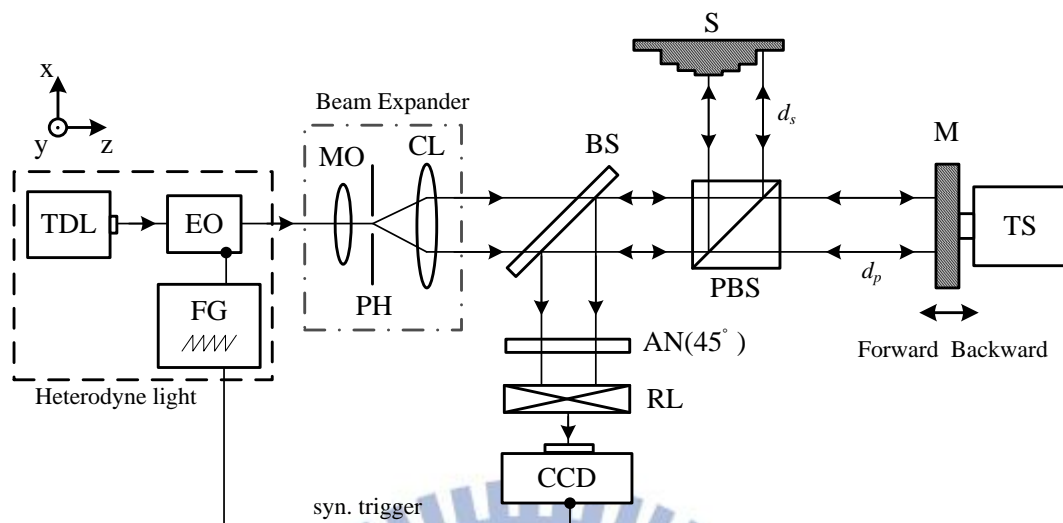 S
x
y
z
Beam Expander
MO
CL
BS
d_s
M
TDL
EO
TS
PH
PBS
d_p
FG
AN(45°)
Forward Backward
Heterodyne light
RL
CCD
syn. trigger